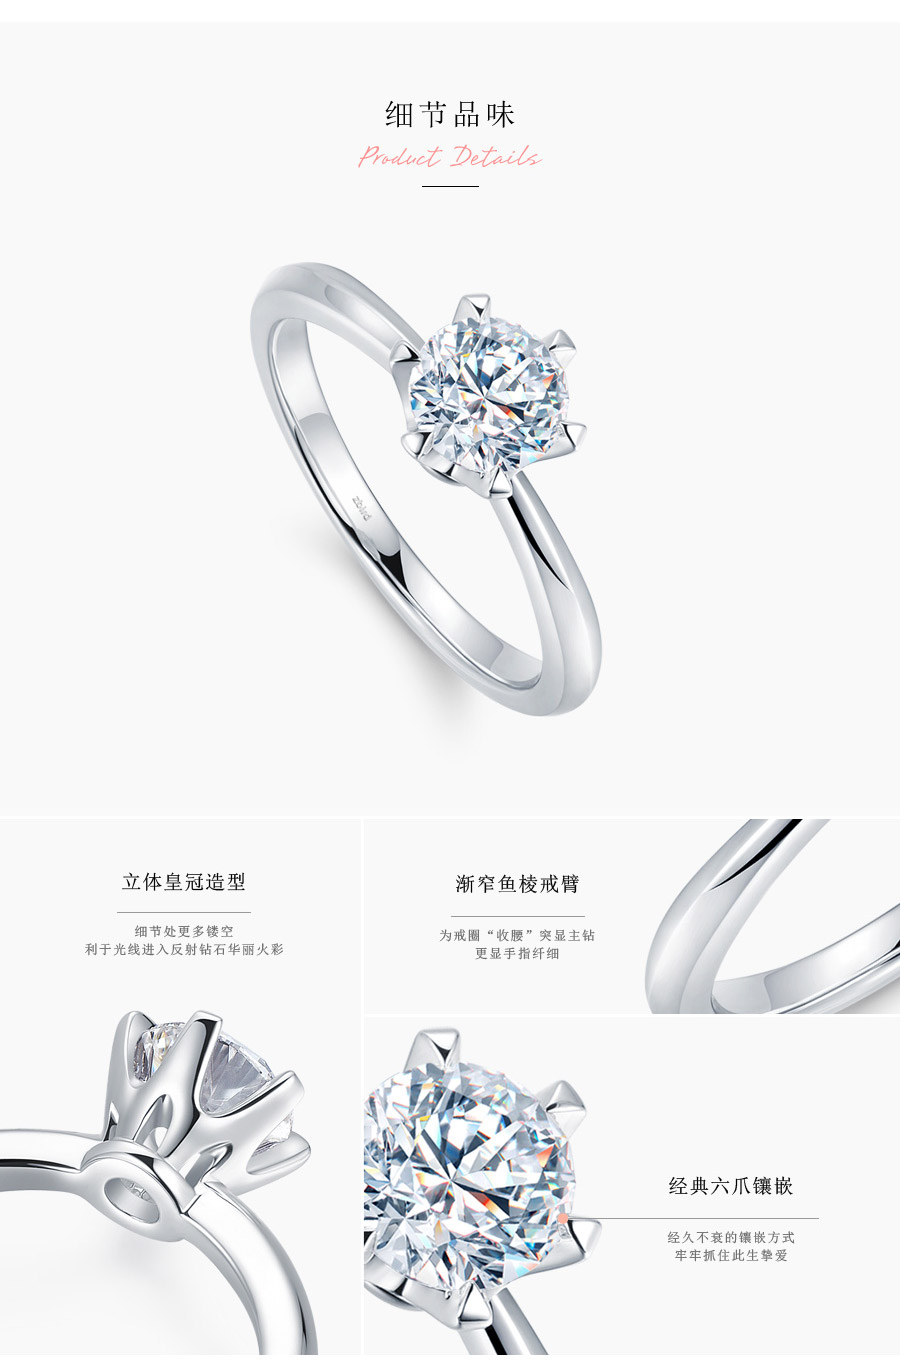 细节品味
Product Details
zbird
立体皇冠造型
细节处更多镂空
利于光线进入反射钻石华丽火彩
渐窄鱼棱戒臂
为戒圈“收腰”突显主钻
更显手指纤细
经典六爪镶嵌
经久不衰的镶嵌方式
牢牢抓住此生挚爱